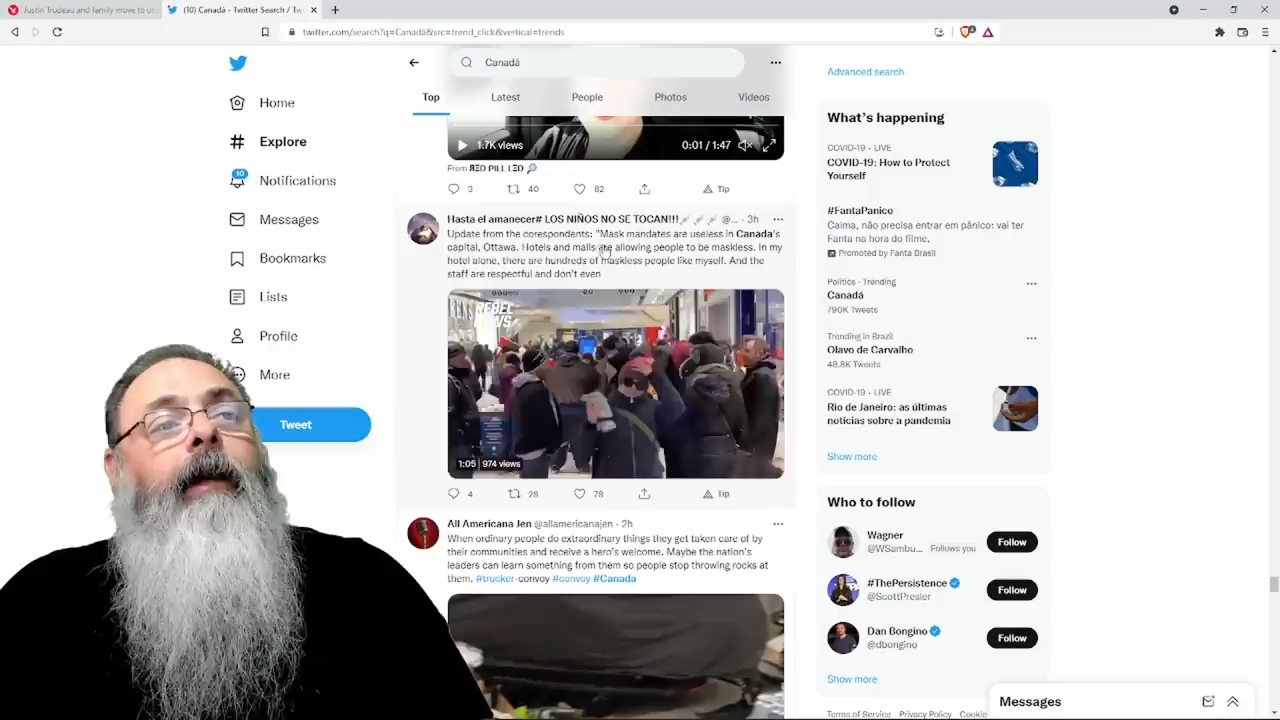 Justin Trudeau and family move to un
(10) Canadá - Twitter Search / Tw
twitter.com/search?q=Canadá&src=trend_click&vertical=trends
Canadá
Top
Latest
People
Photos
Videos
Home
Explore
10
Notifications
Messages
Bookmarks
Lists
Profile
More
Tweet
1.7K views
0:01 / 1:47
From ЯΞD PILL LΞD
3
40
82
Tip
Hasta el amanecer# LOS NIÑOS NO SE TOCAN!!! @... · 3h
Update from the corespondents: "Mask mandates are useless in Canada's
capital, Ottawa. Hotels and malls are allowing people to be maskless. In my
hotel alone, there are hundreds of maskless people like myself. And the
staff are respectful and don't even
REBEL
NEWS
1:05 974 views
4
28
78
Tip
All Americana Jen @allamericanajen · 2h
When ordinary people do extraordinary things they get taken care of by
their communities and receive a hero's welcome. Maybe the nation's
leaders can learn something from them so people stop throwing rocks at
them. #trucker-convoy #convoy #Canada
Advanced search
What's happening
COVID-19 · LIVE
COVID-19: How to Protect
Yourself
#FantaPanico
Calma, não precisa entrar em pânico: vai ter
Fanta na hora do filme.
Promoted by Fanta Brasil
Politics · Trending
Canadá
790K Tweets
Trending in Brazil
Olavo de Carvalho
48.8K Tweets
COVID-19 · LIVE
Rio de Janeiro: as últimas
notícias sobre a pandemia
Show more
Who to follow
Wagner
@WSambu... Follows you
Follow
#ThePersistence
@ScottPresler
Follow
Dan Bongino
@dbongino
Follow
Show more
Terms of Service Privacy Policy Cookie
Messages